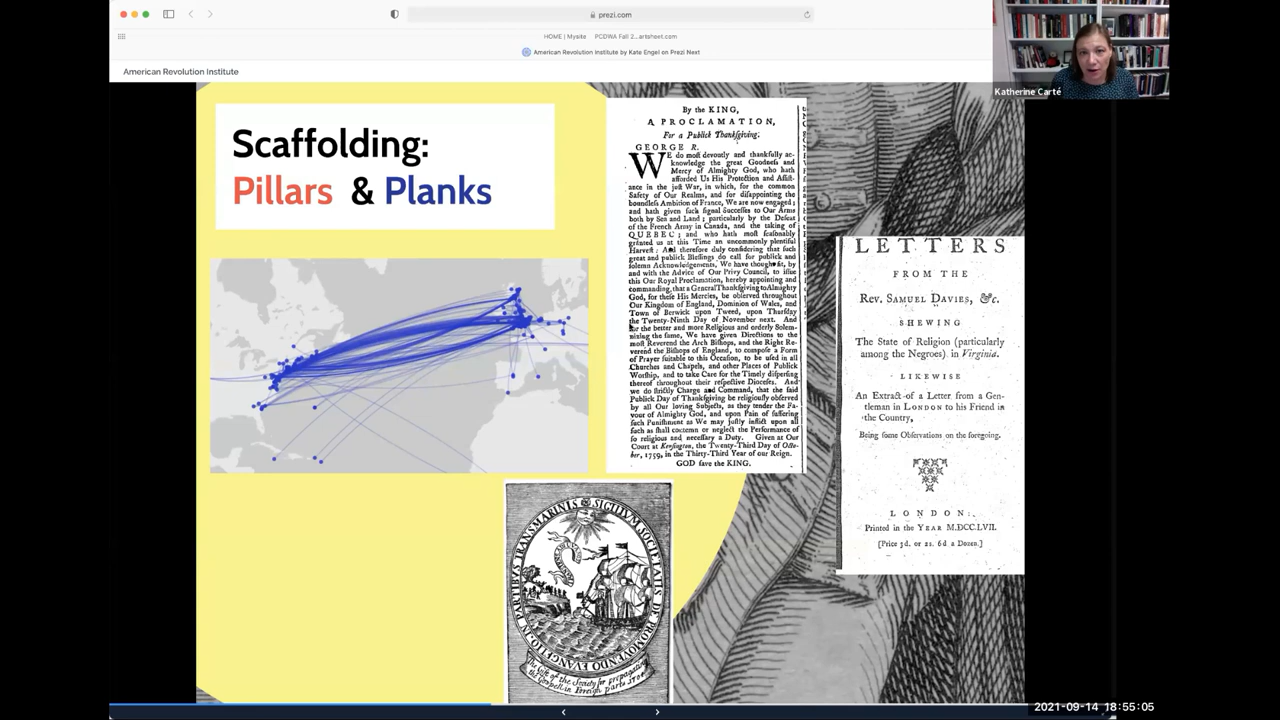 prezi.com
HOME | Mysite
PCDWA Fall 2...artsheet.com
American Revolution Institute by Kate Engel on Prezi Next
American Revolution Institute
Katherine Carté
Scaffolding:
Pillars & Planks
By the KING,
A PROCLAMATION,
For a Publick Thanksgiving.
GEORGE R.
WE do most devoutly and thankfully ac-
knowledge the great Goodness and
Mercy of Almighty God, who hath
afforded Us His Protection and Assist-
ance in the just War, in which, for the common
Safety of Our Realms, and for disappointing the
boundless Ambition of France, We are now engaged;
and hath given such signal Successes to Our Arms
both by Sea and Land; particularly by the Defeat
of the French Army in Canada, and the taking of
QUEBEC; and who hath most seasonably
granted us at this Time an uncommonly plentiful
Harvest: And therefore duly considering that such
great and publick Blessings do call for publick and
solemn Acknowledgements, We have thought fit, by
and with the Advice of Our Privy Council, to issue
this Our Royal Proclamation, hereby appointing and
commanding, that a General Thanksgiving to Almighty
God, for these His Mercies, be observed throughout
Our Kingdom of England, Dominion of Wales, and
Town of Berwick upon Tweed, upon Thursday
the Twenty-Ninth Day of November next. And
for the better and more Religious and orderly Solem-
nizing the same, We have given Directions to the
most Reverend the Arch Bishops, and the Right Re-
verend the Bishops of England, to compose a Form
of Prayer suitable to this Occasion, to be used in all
Churches and Chapels, and other Places of Publick
Worship, and to take Care for the Timely dispersing
thereof throughout their respective Dioceses. And
we do strictly Charge and Command, that the said
Publick Day of Thanksgiving be religiously observed
by all Our loving Subjects, as they tender the Fa-
vour of Almighty God, and upon Pain of suffering
such Punishment as We may justly inflict upon all
such as shall contemn or neglect the Performance of
so religious and necessary a Duty. Given at Our
Court at Kensington, the Twenty-Third Day of Octo-
ber, 1759, in the Thirty-Third Year of our Reign.
GOD save the KING.
LETTERS
FROM THE
Rev. SAMUEL DAVIES, &c.
SHEWING
The State of Religion (particularly
among the Negroes) in Virginia.
LIKEWISE
An Extract of a Letter from a Gen-
tleman in LONDON to his Friend in
the Country,
Being some Observations on the foregoing.
LONDON:
Printed in the YEAR M.DCC.LVII.
[Price 3d. or 2s. 6d a DOZEN.]
SIGILLUM SOCIETATIS DE PROMOVENDO EVANGELIO IN PARTIBUS TRANSMARINIS
The Seale of the Society for propagating
the Gospell in Foreign parts
2021-09-14 18:55:05